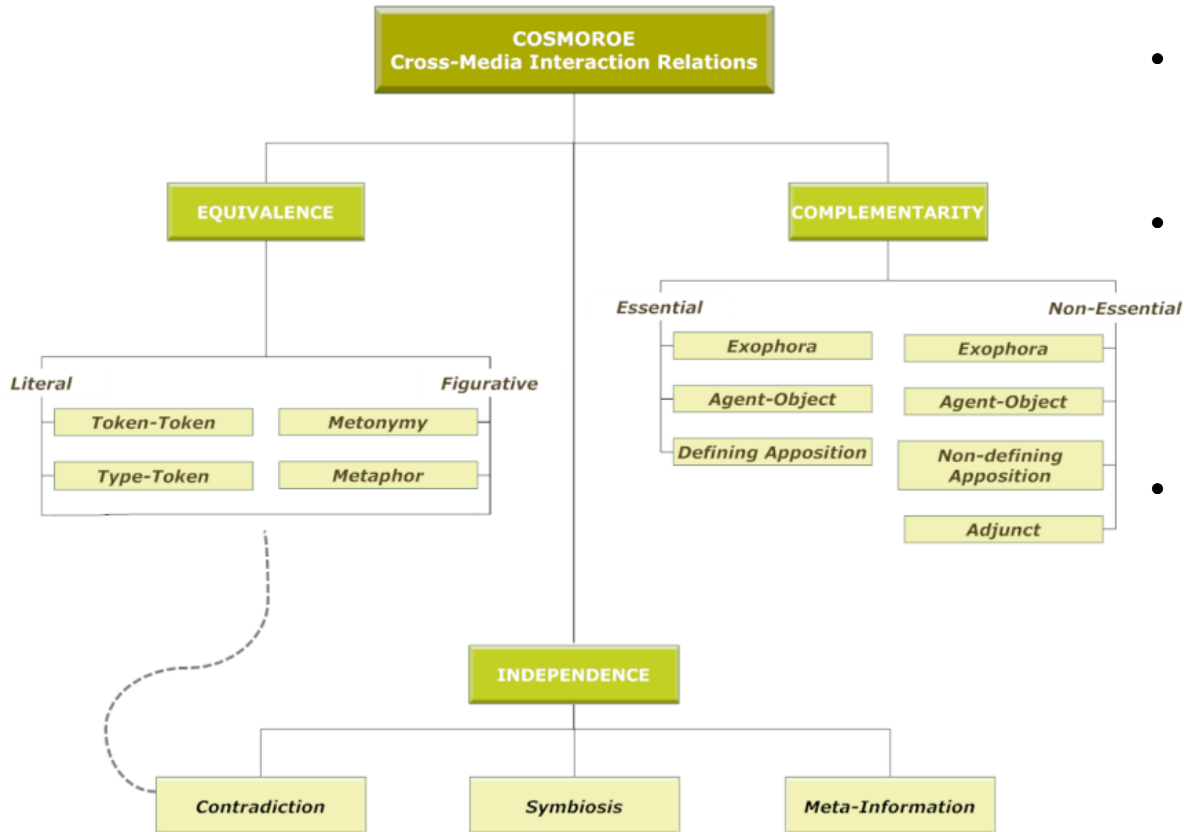 COSMOROE
Cross-Media Interaction Relations
EQUIVALENCE
COMPLEMENTARITY
Literal
Figurative
Token-Token
Metonymy
Type-Token
Metaphor
Essential
Non-Essential
Exophora
Exophora
Agent-Object
Agent-Object
Defining Apposition
Non-defining
Apposition
Adjunct
INDEPENDENCE
Contradiction
Symbiosis
Meta-Information